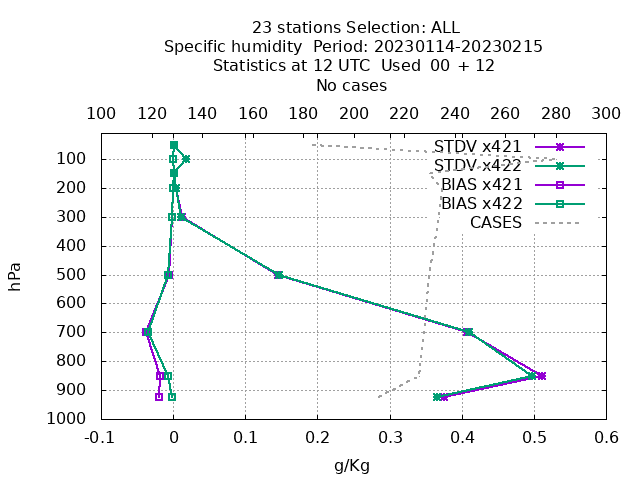 23 stations Selection: ALL
Specific humidity  Period: 20230114-20230215
Statistics at 12 UTC  Used  00 + 12
No cases
100 120 140 160 180 200 220 240 260 280 300
STDV x421
STDV x422
BIAS x421
BIAS x422
CASES
100
200
300
400
500
600
700
800
900
1000
hPa
-0.1 0 0.1 0.2 0.3 0.4 0.5 0.6
g/Kg